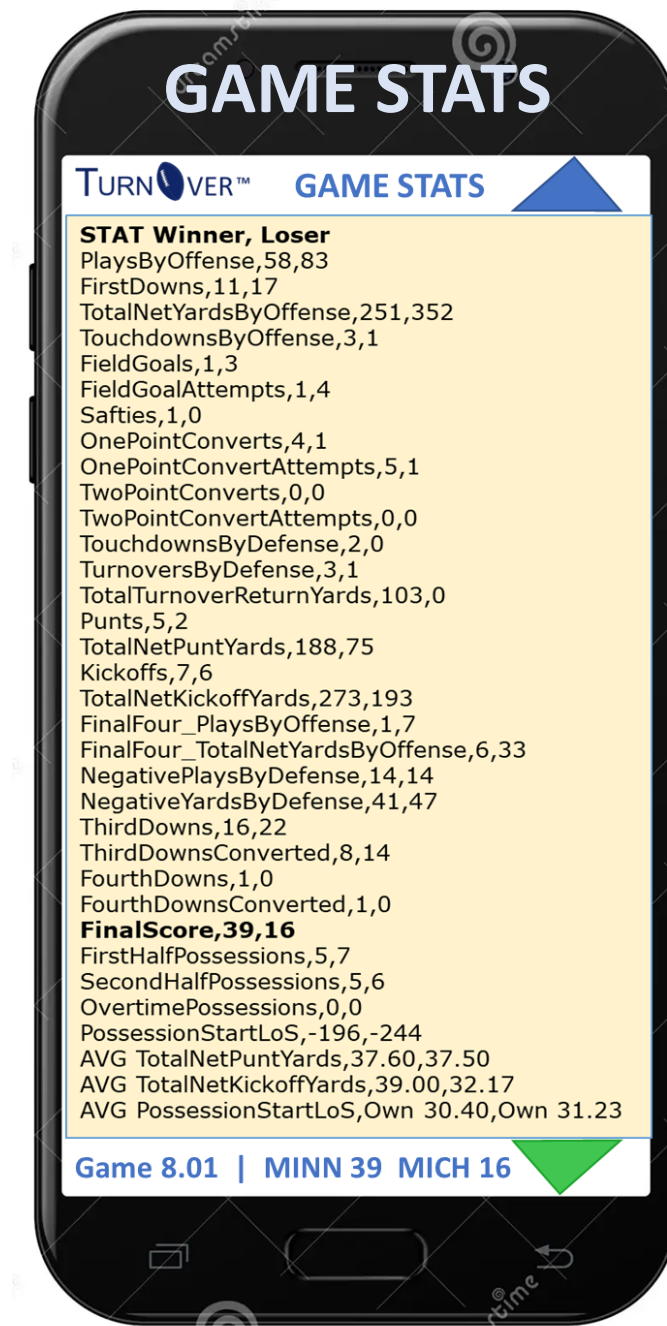 GAME STATS
TURNOVER™ GAME STATS
STAT Winner, Loser
PlaysByOffense,58,83
FirstDowns,11,17
TotalNetYardsByOffense,251,352
TouchdownsByOffense,3,1
FieldGoals,1,3
FieldGoalAttempts,1,4
Safties,1,0
OnePointConverts,4,1
OnePointConvertAttempts,5,1
TwoPointConverts,0,0
TwoPointConvertAttempts,0,0
TouchdownsByDefense,2,0
TurnoversByDefense,3,1
TotalTurnoverReturnYards,103,0
Punts,5,2
TotalNetPuntYards,188,75
Kickoffs,7,6
TotalNetKickoffYards,273,193
FinalFour_PlaysByOffense,1,7
FinalFour_TotalNetYardsByOffense,6,33
NegativePlaysByDefense,14,14
NegativeYardsByDefense,41,47
ThirdDowns,16,22
ThirdDownsConverted,8,14
FourthDowns,1,0
FourthDownsConverted,1,0
FinalScore,39,16
FirstHalfPossessions,5,7
SecondHalfPossessions,5,6
OvertimePossessions,0,0
PossessionStartLoS,-196,-244
AVG TotalNetPuntYards,37.60,37.50
AVG TotalNetKickoffYards,39.00,32.17
AVG PossessionStartLoS,Own 30.40,Own 31.23
Game 8.01 | MINN 39 MICH 16